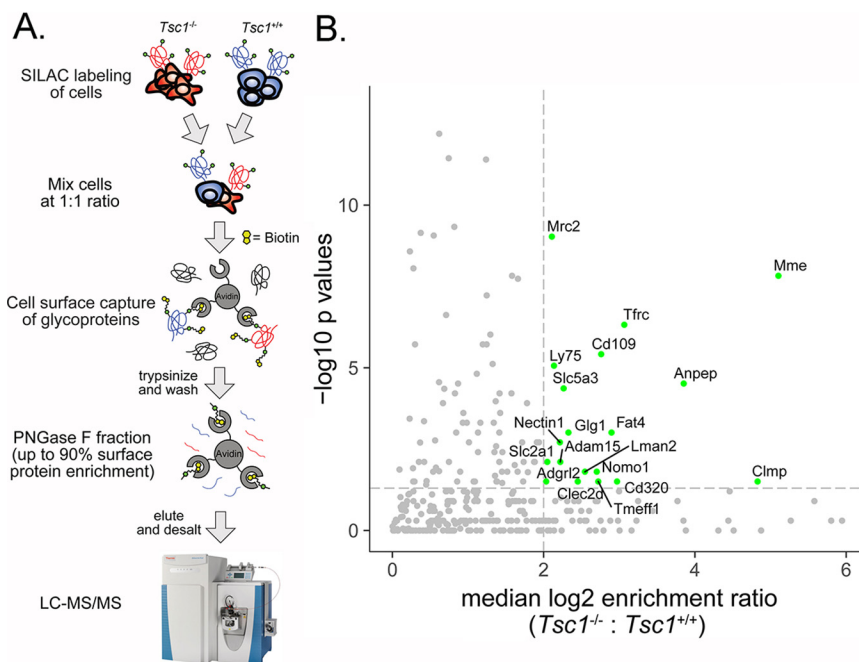 A.
Tsc1-/-
Tsc1+/+
SILAC labeling
of cells
Mix cells
at 1:1 ratio
= Biotin
Avidin
Cell surface capture
of glycoproteins
trypsinize
and wash
Avidin
PNGase F fraction
(up to 90% surface
protein enrichment)
elute
and desalt
LC-MS/MS
B.
−log10 p values
10
5
0
Mrc2
Mme
Tfrc
Cd109
Ly75
Slc5a3
Anpep
Nectin1
Glg1
Fat4
Slc2a1
Adam15
Lman2
Adgrl2
Nomo1
Clmp
Clec2d
Cd320
Tmeff1
0
2
4
6
median log2 enrichment ratio
(Tsc1-/- : Tsc1+/+)